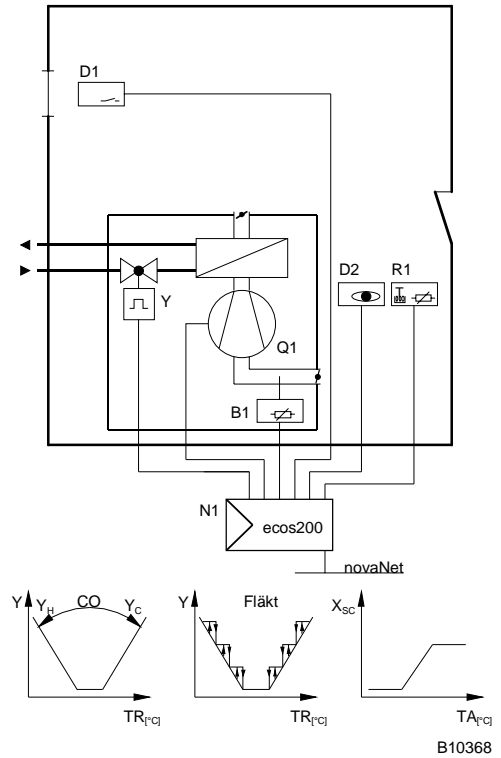 D1
D2 R1
Y
Q1
B1
N1 ecos200
novaNet
Y YH CO YC
TR[°C]
Y Fläkt
TR[°C]
XSC
TA[°C]
B10368